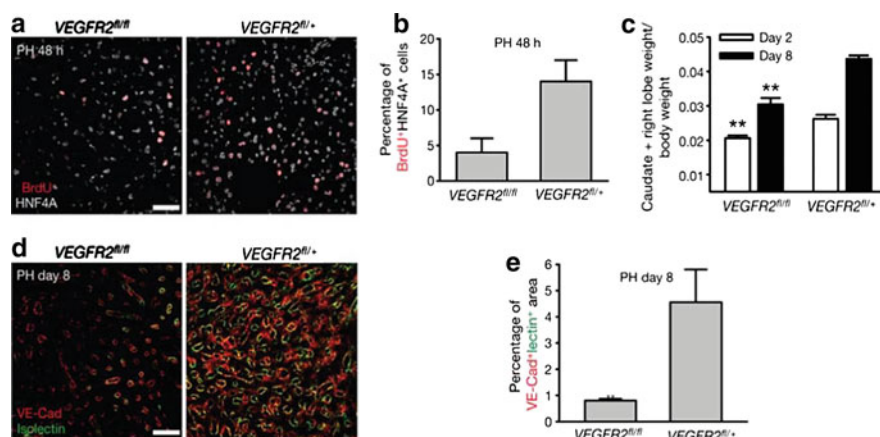 a
VEGFR2fl/fl
VEGFR2fl/+
PH 48 h
BrdU
HNF4A
b
PH 48 h
Percentage of
BrdU+HNF4A+ cells
20
15
10
5
0
VEGFR2fl/fl
VEGFR2fl/+
c
Day 2
Day 8
Caudate + right lobe weight/
body weight
0.05
0.04
0.03
0.02
0.01
**
**
VEGFR2fl/fl
VEGFR2fl/+
d
VEGFR2fl/fl
VEGFR2fl/+
PH day 8
VE-Cad
Isolectin
e
PH day 8
Percentage of
VE-Cad+lectin+ area
6
5
4
3
2
1
0
VEGFR2fl/fl
VEGFR2fl/+